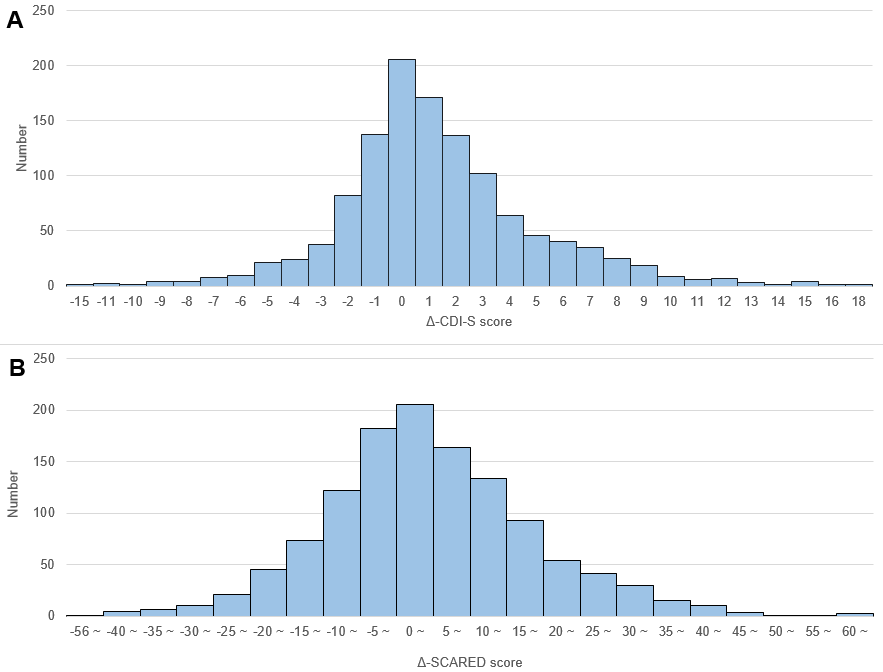 A
250
200
150
100
50
0
Number
-15 -11 -10 -9 -8 -7 -6 -5 -4 -3 -2 -1 0 1 2 3 4 5 6 7 8 9 10 11 12 13 14 15 16 18
Δ-CDI-S score
B
250
200
150
100
50
0
Number
-56 ~ -40 ~ -35 ~ -30 ~ -25 ~ -20 ~ -15 ~ -10 ~ -5 ~ 0 ~ 5 ~ 10 ~ 15 ~ 20 ~ 25 ~ 30 ~ 35 ~ 40 ~ 45 ~ 50 ~ 55 ~ 60 ~
Δ-SCARED score